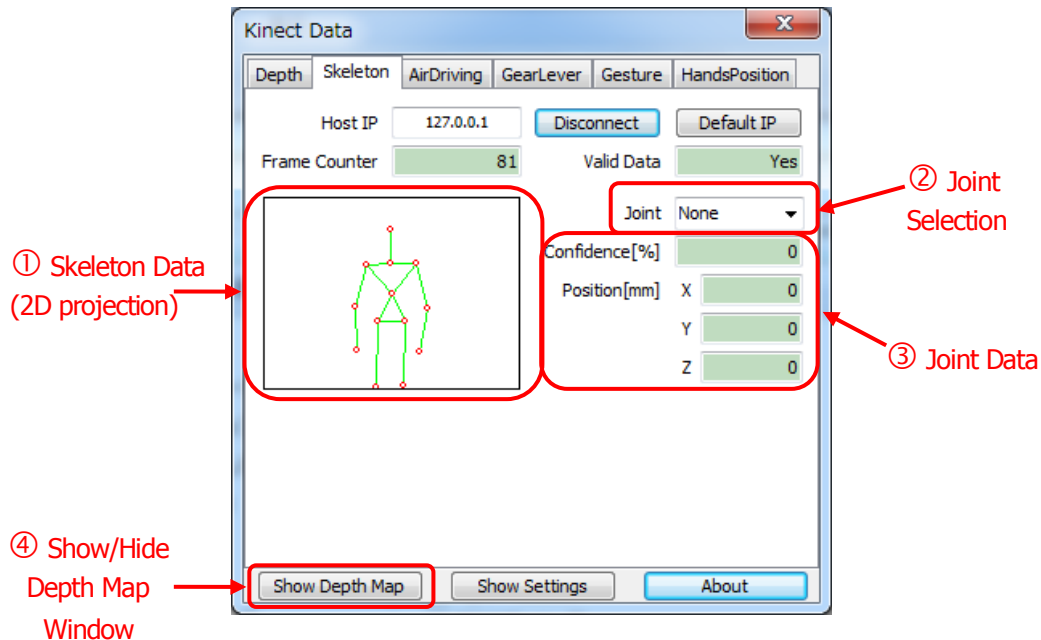 Kinect Data
Depth Skeleton AirDriving GearLever Gesture HandsPosition
Host IP 127.0.0.1 Disconnect Default IP
Frame Counter 81 Valid Data Yes
② Joint
Selection
Joint None
Confidence[%] 0
① Skeleton Data
(2D projection)
Position[mm] X 0
Y 0
Z 0
③ Joint Data
④ Show/Hide
Depth Map
Window
Show Depth Map Show Settings About